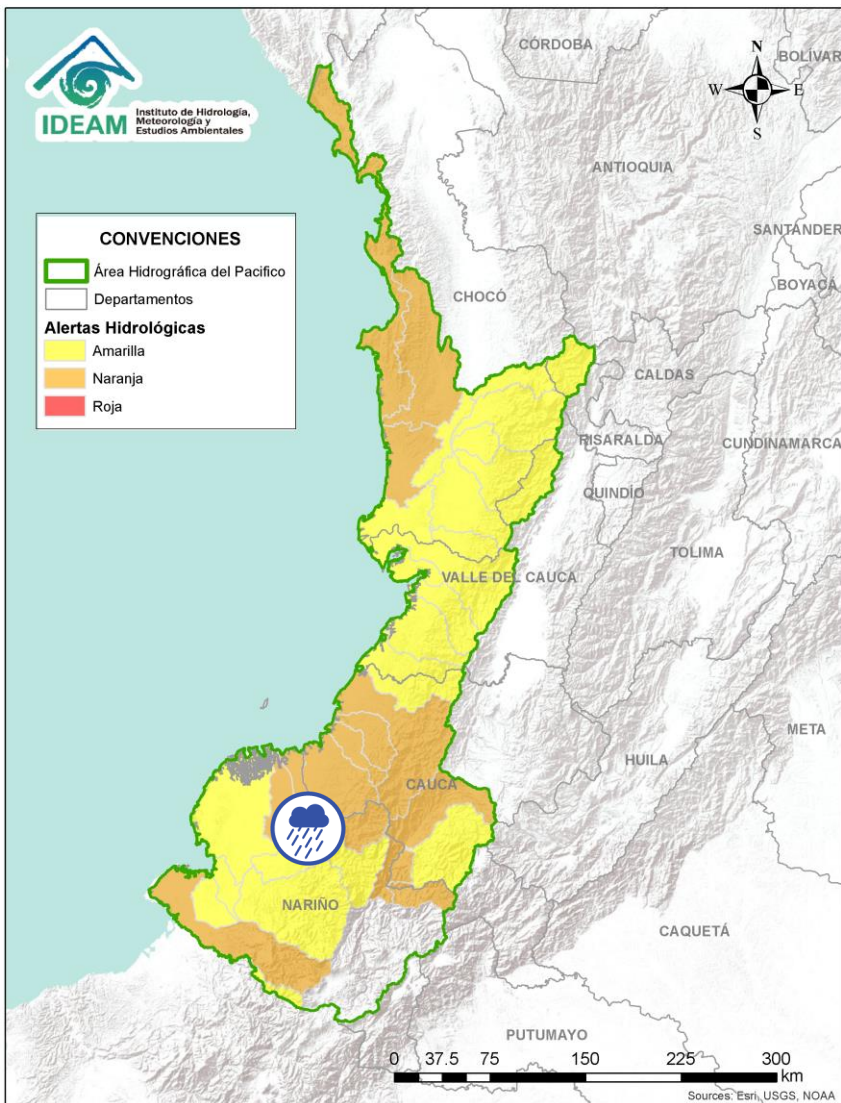 IDEAM
Instituto de Hidrología,
Meteorología y
Estudios Ambientales
CÓRDOBA
BOLÍVAR
N
W
E
S
ANTIOQUIA
SANTANDER
BOYACÁ
CONVENCIONES
Área Hidrográfica del Pacifico
Departamentos
Alertas Hidrológicas
Amarilla
Naranja
Roja
CHOCÓ
CALDAS
RISARALDA
CUNDINAMARCA
QUINDÍO
TOLIMA
VALLE DEL CAUCA
META
HUILA
CAUCA
NARIÑO
CAQUETÁ
PUTUMAYO
0 37.5 75 150 225 300
km
Sources: Esri, USGS, NOAA